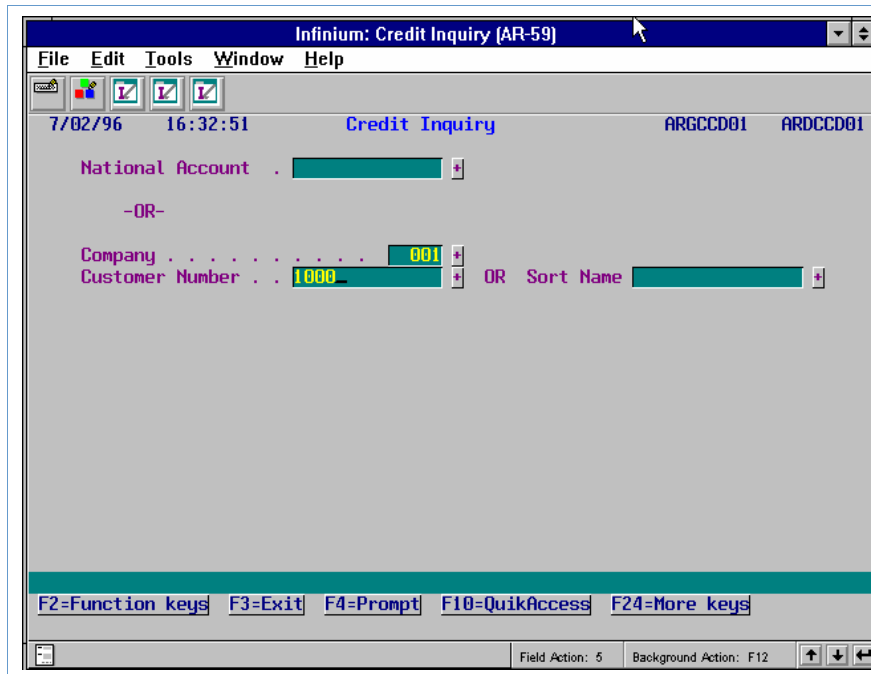 Infinium: Credit Inquiry (AR-59)
File Edit Tools Window Help
7/02/96 16:32:51 Credit Inquiry ARGCCD01 ARDCCD01
National Account . +
-OR-
Company . . . . . . . . . . 001 +
Customer Number . . 1000_ + OR Sort Name +
F2=Function keys F3=Exit F4=Prompt F10=QuikAccess F24=More keys
Field Action: 5 Background Action: F12